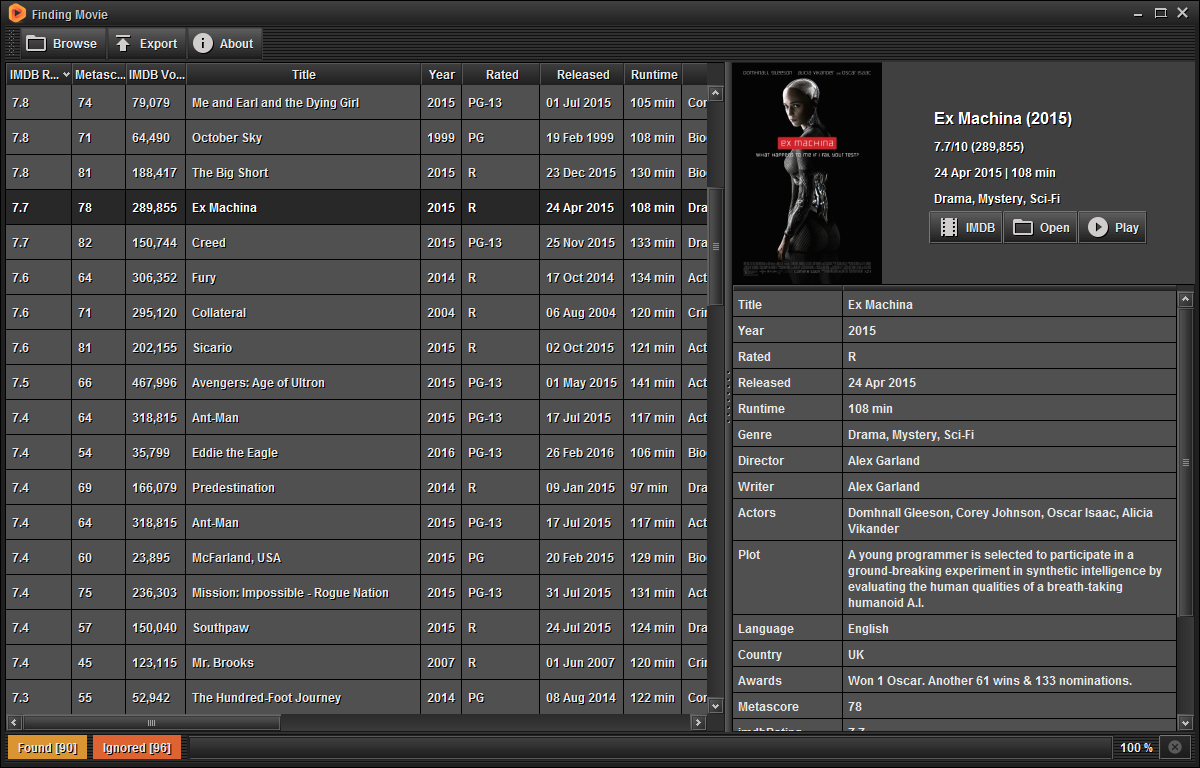 Finding Movie
Browse Export About
IMDB R... Metasc... IMDB Vo... Title Year Rated Released Runtime
7.8 74 79,079 Me and Earl and the Dying Girl 2015 PG-13 01 Jul 2015 105 min Cor
7.8 71 64,490 October Sky 1999 PG 19 Feb 1999 108 min Bio
7.8 81 188,417 The Big Short 2015 R 23 Dec 2015 130 min Bio
7.7 78 289,855 Ex Machina 2015 R 24 Apr 2015 108 min Dra
7.7 82 150,744 Creed 2015 PG-13 25 Nov 2015 133 min Dra
7.6 64 306,352 Fury 2014 R 17 Oct 2014 134 min Act
7.6 71 295,120 Collateral 2004 R 06 Aug 2004 120 min Crin
7.6 81 202,155 Sicario 2015 R 02 Oct 2015 121 min Act
7.5 66 467,996 Avengers: Age of Ultron 2015 PG-13 01 May 2015 141 min Act
7.4 64 318,815 Ant-Man 2015 PG-13 17 Jul 2015 117 min Act
7.4 54 35,799 Eddie the Eagle 2016 PG-13 26 Feb 2016 106 min Bio
7.4 69 166,079 Predestination 2014 R 09 Jan 2015 97 min Dra
7.4 64 318,815 Ant-Man 2015 PG-13 17 Jul 2015 117 min Act
7.4 60 23,895 McFarland, USA 2015 PG 20 Feb 2015 129 min Bio
7.4 75 236,303 Mission: Impossible - Rogue Nation 2015 PG-13 31 Jul 2015 131 min Act
7.4 57 150,040 Southpaw 2015 R 24 Jul 2015 124 min Dra
7.4 45 123,115 Mr. Brooks 2007 R 01 Jun 2007 120 min Crin
7.3 55 52,942 The Hundred-Foot Journey 2014 PG 08 Aug 2014 122 min Cor
DOMHNALL GLEESON ALICIA VIKANDER AND OSCAR ISAAC
ex machina
WHAT HAPPENS TO ME IF I FAIL YOUR TEST?
Ex Machina (2015)
7.7/10 (289,855)
24 Apr 2015 | 108 min
Drama, Mystery, Sci-Fi
IMDB Open Play
Title Ex Machina
Year 2015
Rated R
Released 24 Apr 2015
Runtime 108 min
Genre Drama, Mystery, Sci-Fi
Director Alex Garland
Writer Alex Garland
Actors Domhnall Gleeson, Corey Johnson, Oscar Isaac, Alicia
Vikander
Plot A young programmer is selected to participate in a
ground-breaking experiment in synthetic intelligence by
evaluating the human qualities of a breath-taking
humanoid A.I.
Language English
Country UK
Awards Won 1 Oscar. Another 61 wins & 133 nominations.
Metascore 78
imdbRating 7.7
Found [90] Ignored [96] 100 %